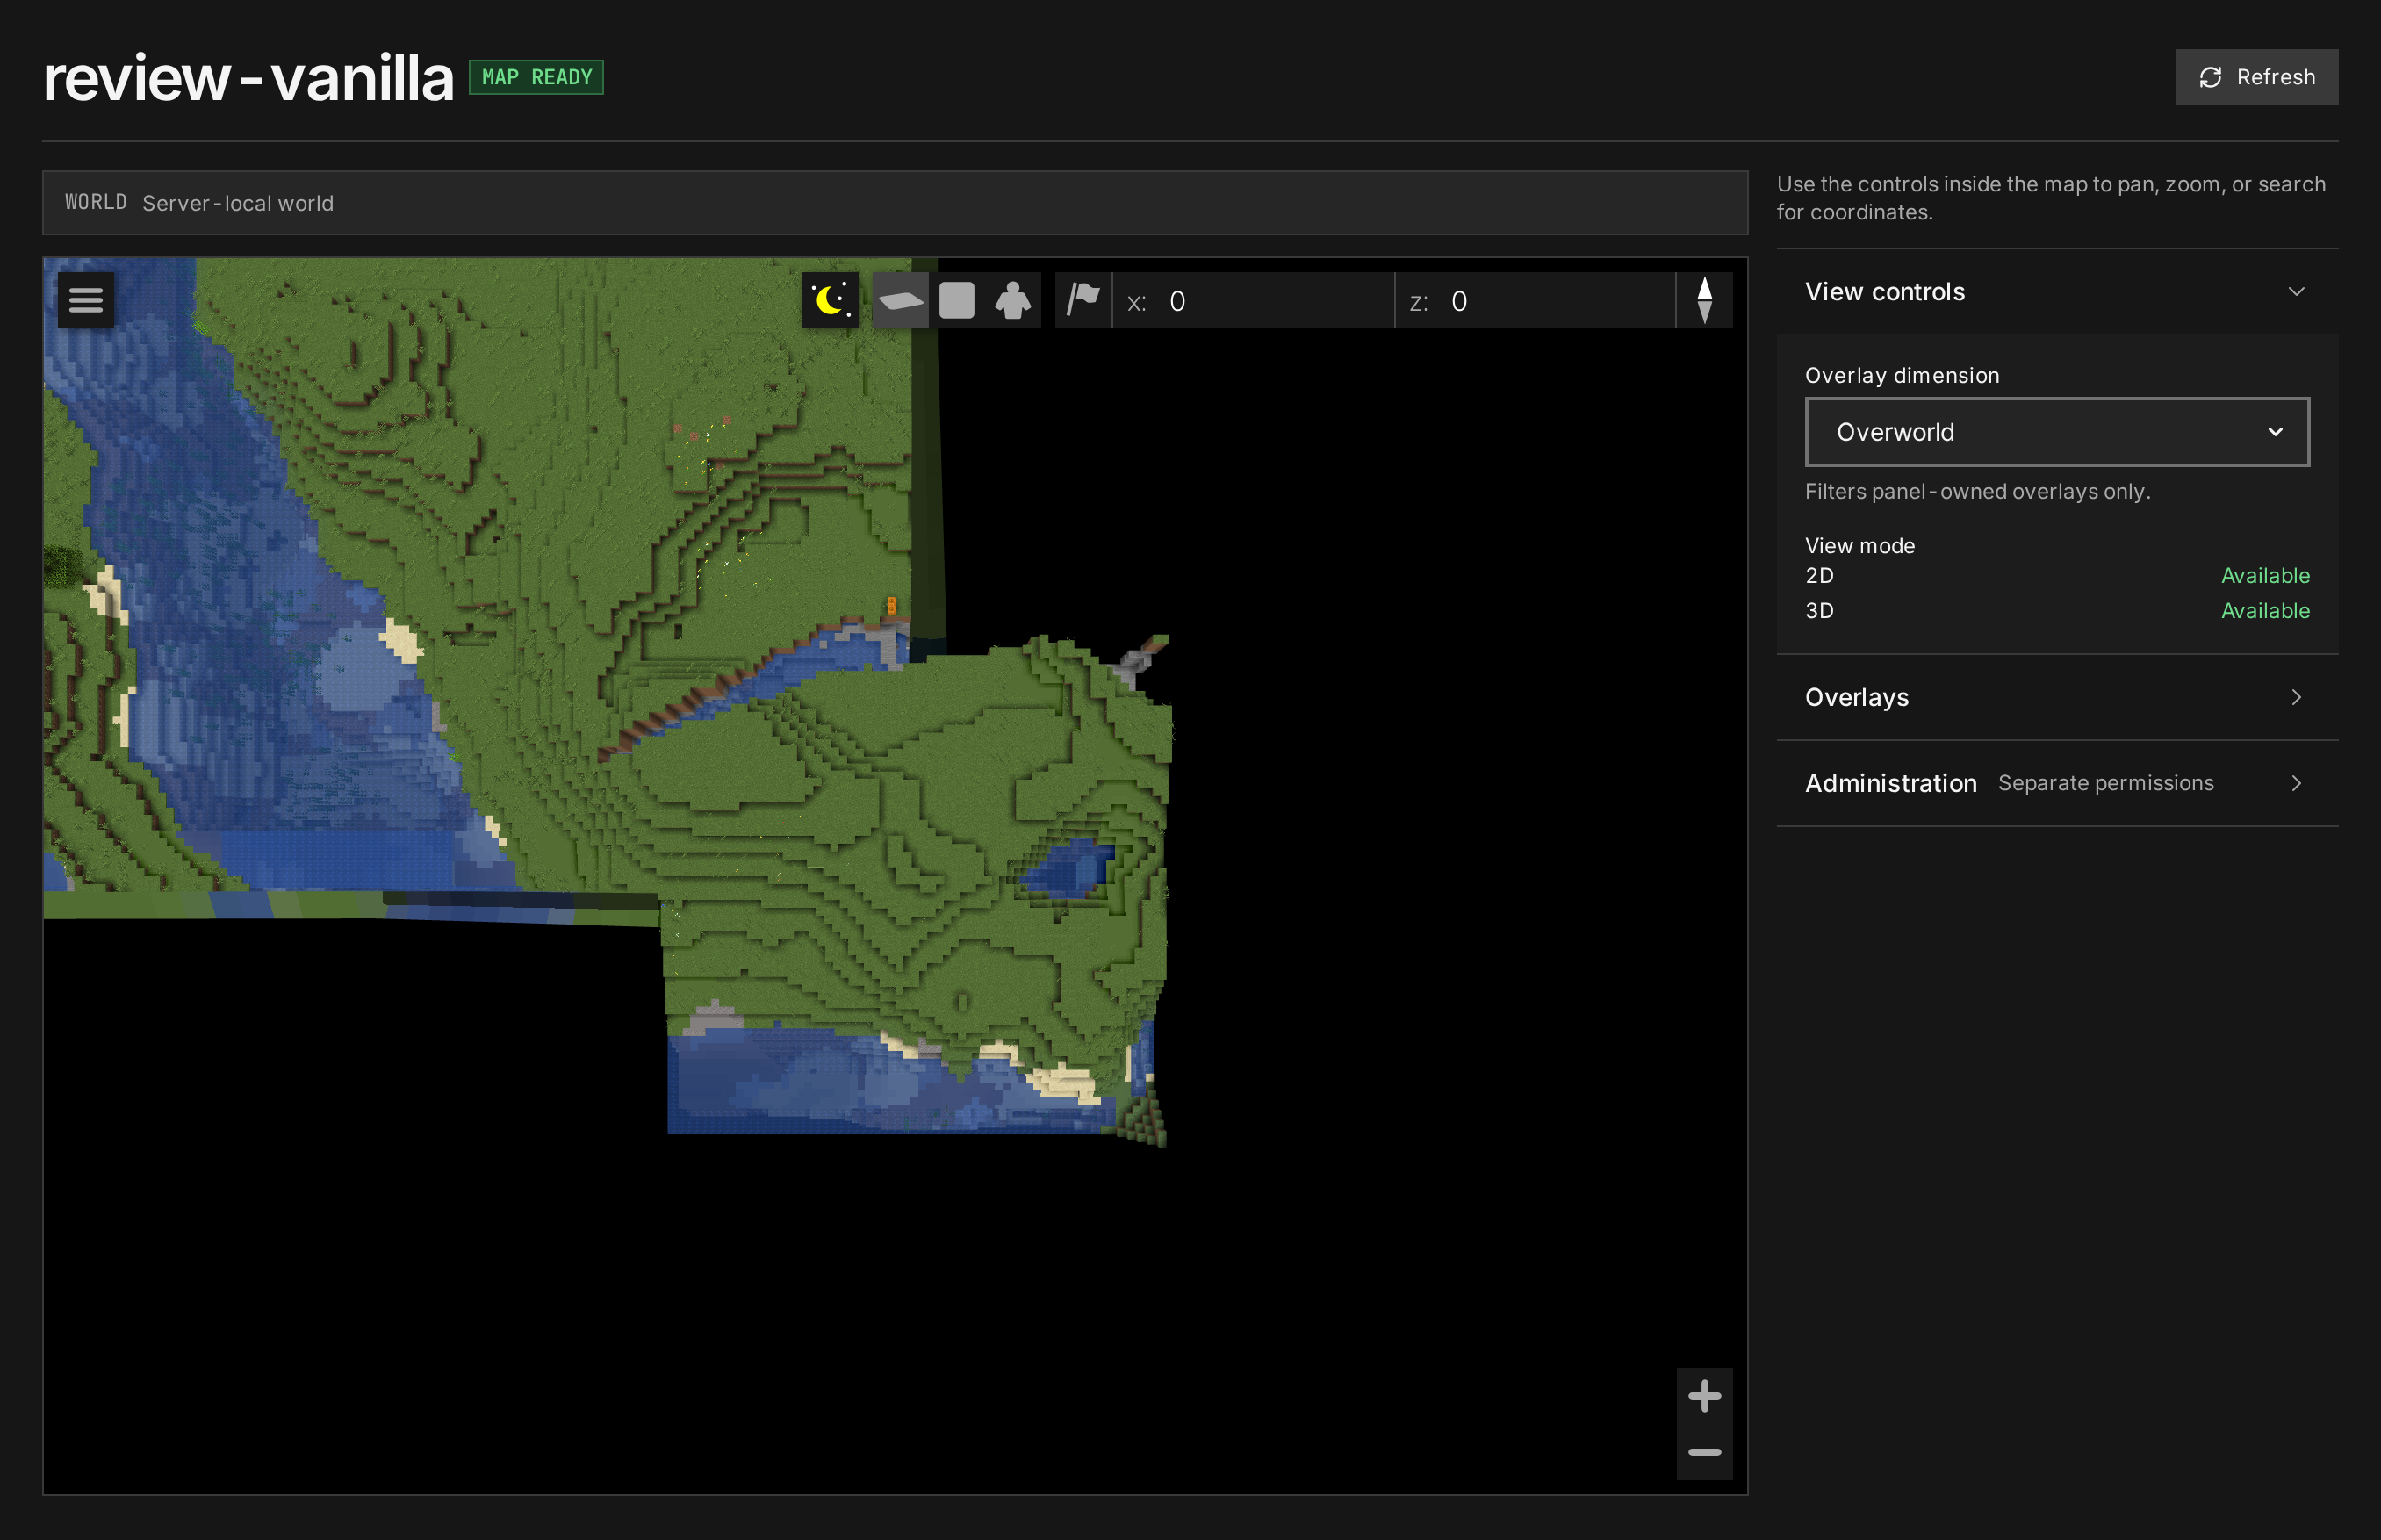 review-vanilla
MAP READY
Refresh
WORLD Server-local world
x: 0
z: 0
Use the controls inside the map to pan, zoom, or search
for coordinates.
View controls
Overlay dimension
Overworld
Filters panel-owned overlays only.
View mode
2D Available
3D Available
Overlays
Administration Separate permissions